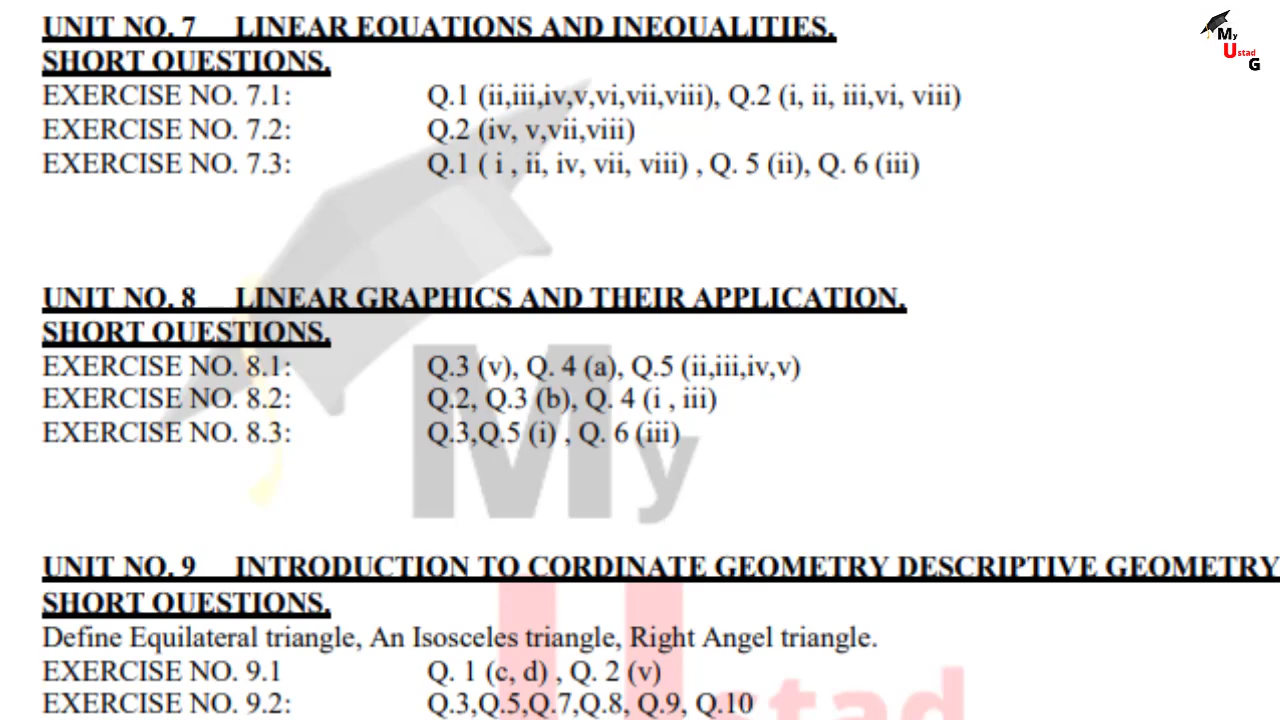 UNIT NO. 7 LINEAR EQUATIONS AND INEQUALITIES.
My
Ustad
G
SHORT QUESTIONS.
EXERCISE NO. 7.1: Q.1 (ii,iii,iv,v,vi,vii,viii), Q.2 (i, ii, iii,vi, viii)
EXERCISE NO. 7.2: Q.2 (iv, v,vii,viii)
EXERCISE NO. 7.3: Q.1 ( i , ii, iv, vii, viii) , Q. 5 (ii), Q. 6 (iii)
UNIT NO. 8 LINEAR GRAPHICS AND THEIR APPLICATION.
SHORT QUESTIONS.
EXERCISE NO. 8.1: Q.3 (v), Q. 4 (a), Q.5 (ii,iii,iv,v)
EXERCISE NO. 8.2: Q.2, Q.3 (b), Q. 4 (i , iii)
EXERCISE NO. 8.3: Q.3,Q.5 (i) , Q. 6 (iii)
My
UNIT NO. 9 INTRODUCTION TO CORDINATE GEOMETRY DESCRIPTIVE GEOMETRY
SHORT QUESTIONS.
Define Equilateral triangle, An Isosceles triangle, Right Angel triangle.
EXERCISE NO. 9.1 Q. 1 (c, d) , Q. 2 (v)
EXERCISE NO. 9.2: Q.3,Q.5,Q.7,Q.8, Q.9, Q.10
Ustad